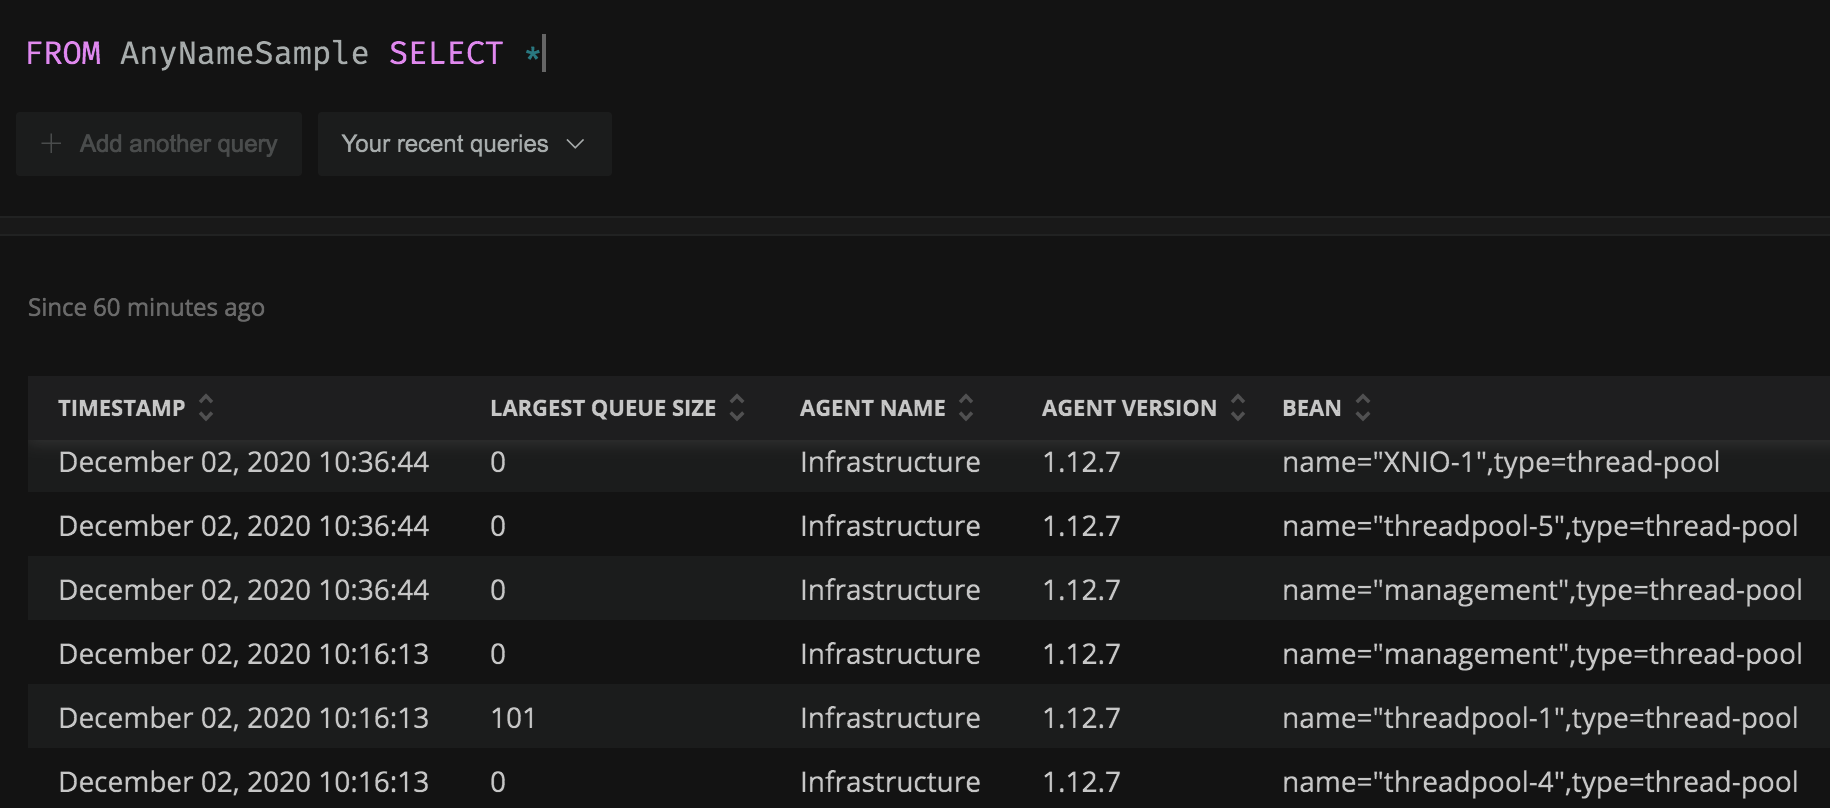 FROM AnyNameSample SELECT *
Add another query Your recent queries
Since 60 minutes ago
TIMESTAMP LARGEST QUEUE SIZE AGENT NAME AGENT VERSION BEAN
December 02, 2020 10:36:44 0 Infrastructure 1.12.7 name="XNIO-1",type=thread-pool
December 02, 2020 10:36:44 0 Infrastructure 1.12.7 name="threadpool-5",type=thread-pool
December 02, 2020 10:36:44 0 Infrastructure 1.12.7 name="management",type=thread-pool
December 02, 2020 10:16:13 0 Infrastructure 1.12.7 name="management",type=thread-pool
December 02, 2020 10:16:13 101 Infrastructure 1.12.7 name="threadpool-1",type=thread-pool
December 02, 2020 10:16:13 0 Infrastructure 1.12.7 name="threadpool-4",type=thread-pool